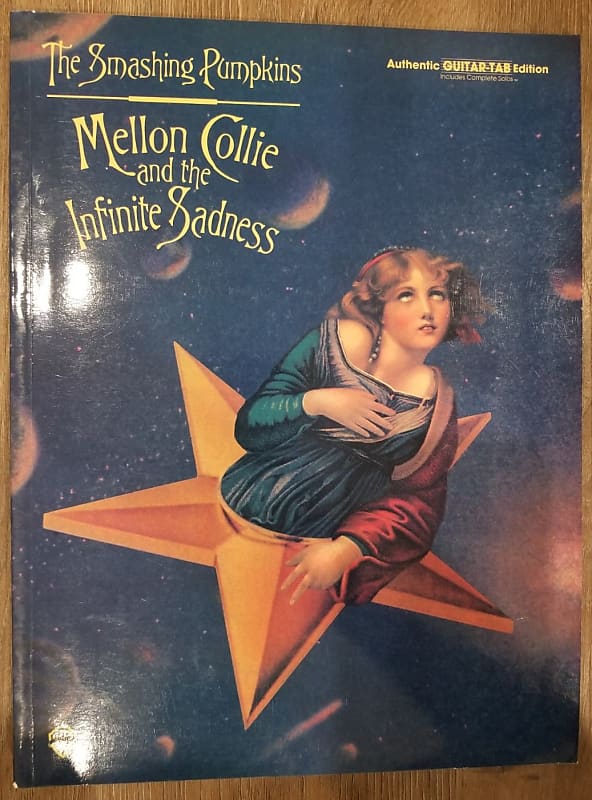 The Smashing Pumpkins
Authentic GUITAR-TAB Edition
Includes Complete Solos
Mellon Collie
and the
Infinite Sadness